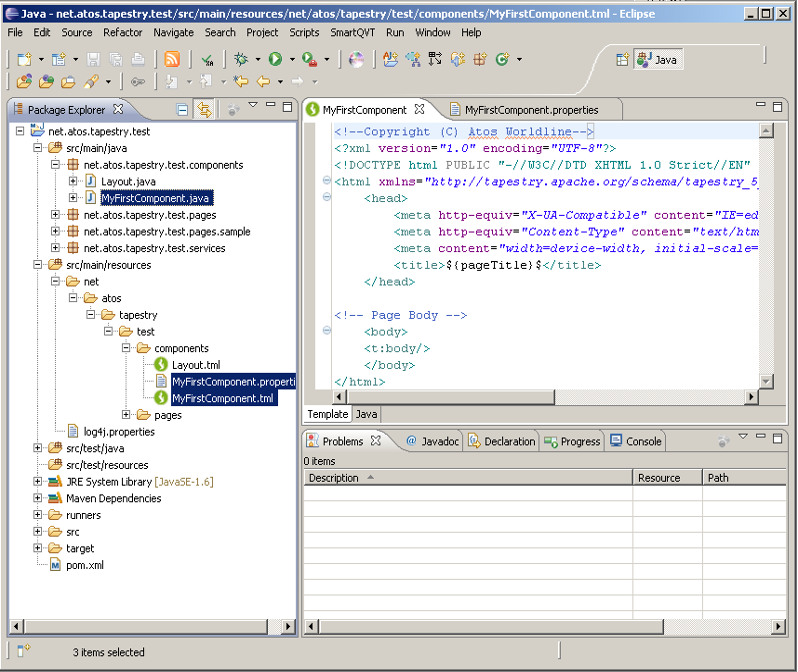 Java - net.atos.tapestry.test/src/main/resources/net/atos/tapestry/test/components/MyFirstComponent.tml - Eclipse
File Edit Source Refactor Navigate Search Project Scripts SmartQVT Run Window Help
Java
Package Explorer
net.atos.tapestry.test
src/main/java
net.atos.tapestry.test.components
Layout.java
MyFirstComponent.java
net.atos.tapestry.test.pages
net.atos.tapestry.test.pages.sample
net.atos.tapestry.test.services
src/main/resources
net
atos
tapestry
test
components
Layout.tml
MyFirstComponent.properti
MyFirstComponent.tml
pages
log4j.properties
src/test/java
src/test/resources
JRE System Library [JavaSE-1.6]
Maven Dependencies
runners
src
target
pom.xml
MyFirstComponent MyFirstComponent.properties
<!--Copyright (C) Atos Worldline-->
<?xml version="1.0" encoding="UTF-8"?>
<!DOCTYPE html PUBLIC "-//W3C//DTD XHTML 1.0 Strict//EN"
<html xmlns="http://tapestry.apache.org/schema/tapestry_5_
<head>
<meta http-equiv="X-UA-Compatible" content="IE=ed
<meta http-equiv="Content-Type" content="text/htm
<meta content="width=device-width, initial-scale=
<title>${pageTitle}$</title>
</head>
<!-- Page Body -->
<body>
<t:body/>
</body>
</html>
Template Java
Problems Javadoc Declaration Progress Console
0 items
Description Resource Path
3 items selected